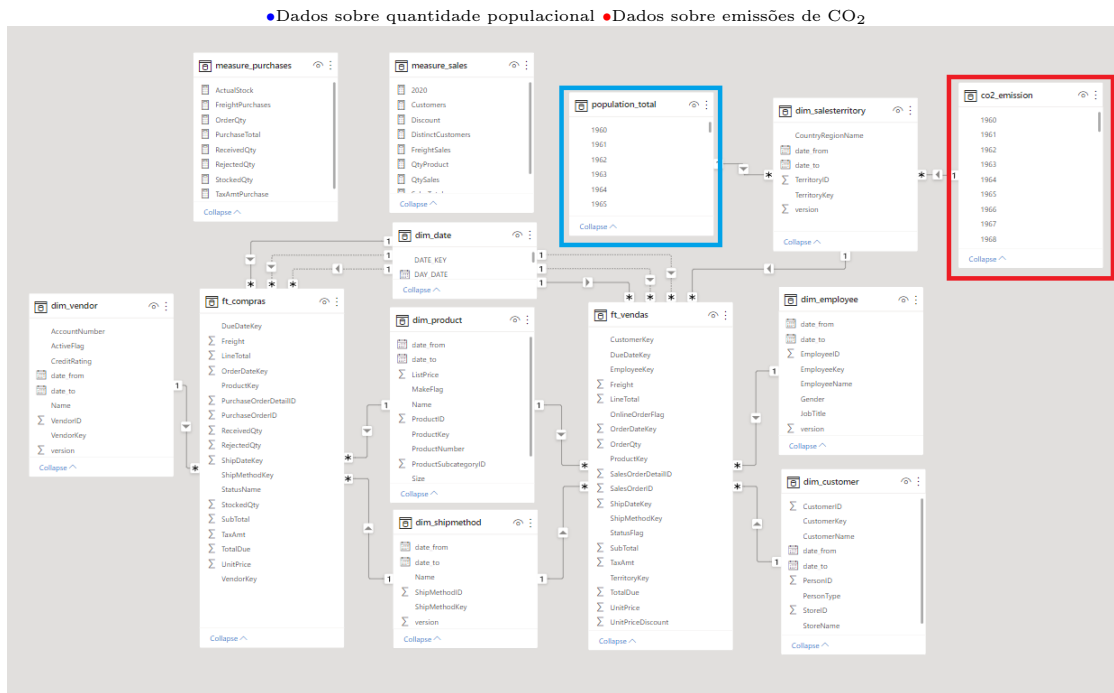 •Dados sobre quantidade populacional •Dados sobre emissões de CO2
measure_purchases
ActualStock
FreightPurchases
OrderQty
PurchaseTotal
ReceivedQty
RejectedQty
StockedQty
TaxAmtPurchase
Collapse
measure_sales
2020
Customers
Discount
DistinctCustomers
FreightSales
QtyProduct
QtySales
Collapse
population_total
1960
1961
1962
1963
1964
1965
Collapse
dim_salesterritory
CountryRegionName
date_from
date_to
TerritoryID
TerritoryKey
version
Collapse
co2_emission
1960
1961
1962
1963
1964
1965
1966
1967
1968
Collapse
dim_date
DATE_KEY
DAY_DATE
Collapse
dim_vendor
AccountNumber
ActiveFlag
CreditRating
date_from
date_to
Name
VendorID
VendorKey
version
Collapse
ft_compras
DueDateKey
Freight
LineTotal
OrderDateKey
ProductKey
PurchaseOrderDetailID
PurchaseOrderID
ReceivedQty
RejectedQty
ShipDateKey
ShipMethodKey
StatusName
StockedQty
SubTotal
TaxAmt
TotalDue
UnitPrice
VendorKey
Collapse
dim_product
date_from
date_to
ListPrice
MakeFlag
Name
ProductID
ProductKey
ProductNumber
ProductSubcategoryID
Size
Collapse
dim_shipmethod
date_from
date_to
Name
ShipMethodID
ShipMethodKey
version
Collapse
ft_vendas
CustomerKey
DueDateKey
EmployeeKey
Freight
LineTotal
OnlineOrderFlag
OrderDateKey
OrderQty
ProductKey
SalesOrderDetailID
SalesOrderID
ShipDateKey
ShipMethodKey
StatusFlag
SubTotal
TaxAmt
TerritoryKey
TotalDue
UnitPrice
UnitPriceDiscount
Collapse
dim_employee
date_from
date_to
EmployeeID
EmployeeKey
EmployeeName
Gender
JobTitle
version
Collapse
dim_customer
CustomerID
CustomerKey
CustomerName
date_from
date_to
PersonID
PersonType
StoreID
StoreName
Collapse